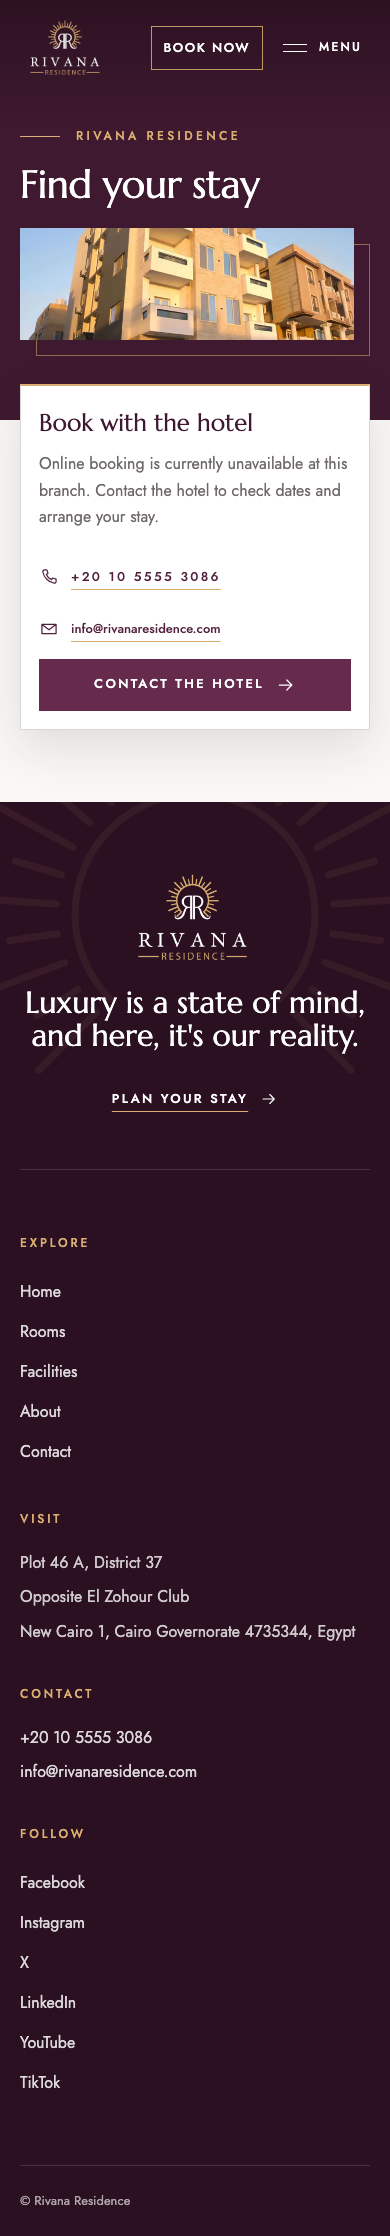 RIVANA
RESIDENCE
BOOK NOW
MENU
RIVANA RESIDENCE
Find your stay
Book with the hotel
Online booking is currently unavailable at this
branch. Contact the hotel to check dates and
arrange your stay.
+20 10 5555 3086
info@rivanaresidence.com
CONTACT THE HOTEL
RIVANA
RESIDENCE
Luxury is a state of mind,
and here, it's our reality.
PLAN YOUR STAY
EXPLORE
Home
Rooms
Facilities
About
Contact
VISIT
Plot 46 A, District 37
Opposite El Zohour Club
New Cairo 1, Cairo Governorate 4735344, Egypt
CONTACT
+20 10 5555 3086
info@rivanaresidence.com
FOLLOW
Facebook
Instagram
X
LinkedIn
YouTube
TikTok
© Rivana Residence